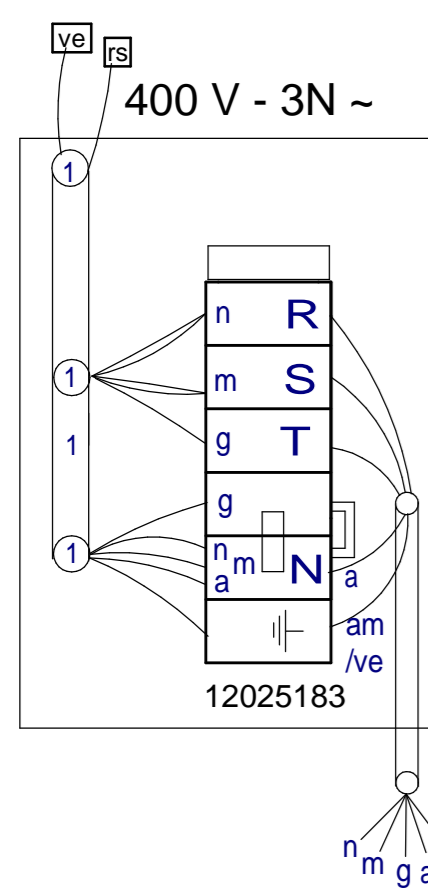 ve
rs
400 V - 3N ~
1
n R
1
m S
1
g T
g
n
m
a N a
1
am
/ve
12025183
n m g a